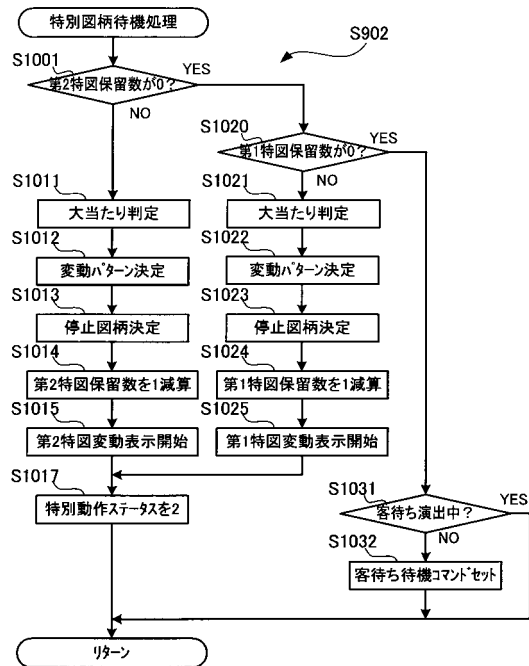 特別図柄待機処理
S902
S1001
第2特図保留数が0?
YES
NO
S1020
第1特図保留数が0?
YES
NO
S1011
大当たり判定
S1021
大当たり判定
S1012
変動パターン決定
S1022
変動パターン決定
S1013
停止図柄決定
S1023
停止図柄決定
S1014
第2特図保留数を1減算
S1024
第1特図保留数を1減算
S1015
第2特図変動表示開始
S1025
第1特図変動表示開始
S1017
特別動作ステータスを2
S1031
客待ち演出中?
YES
NO
S1032
客待ち待機コマンドセット
リターン